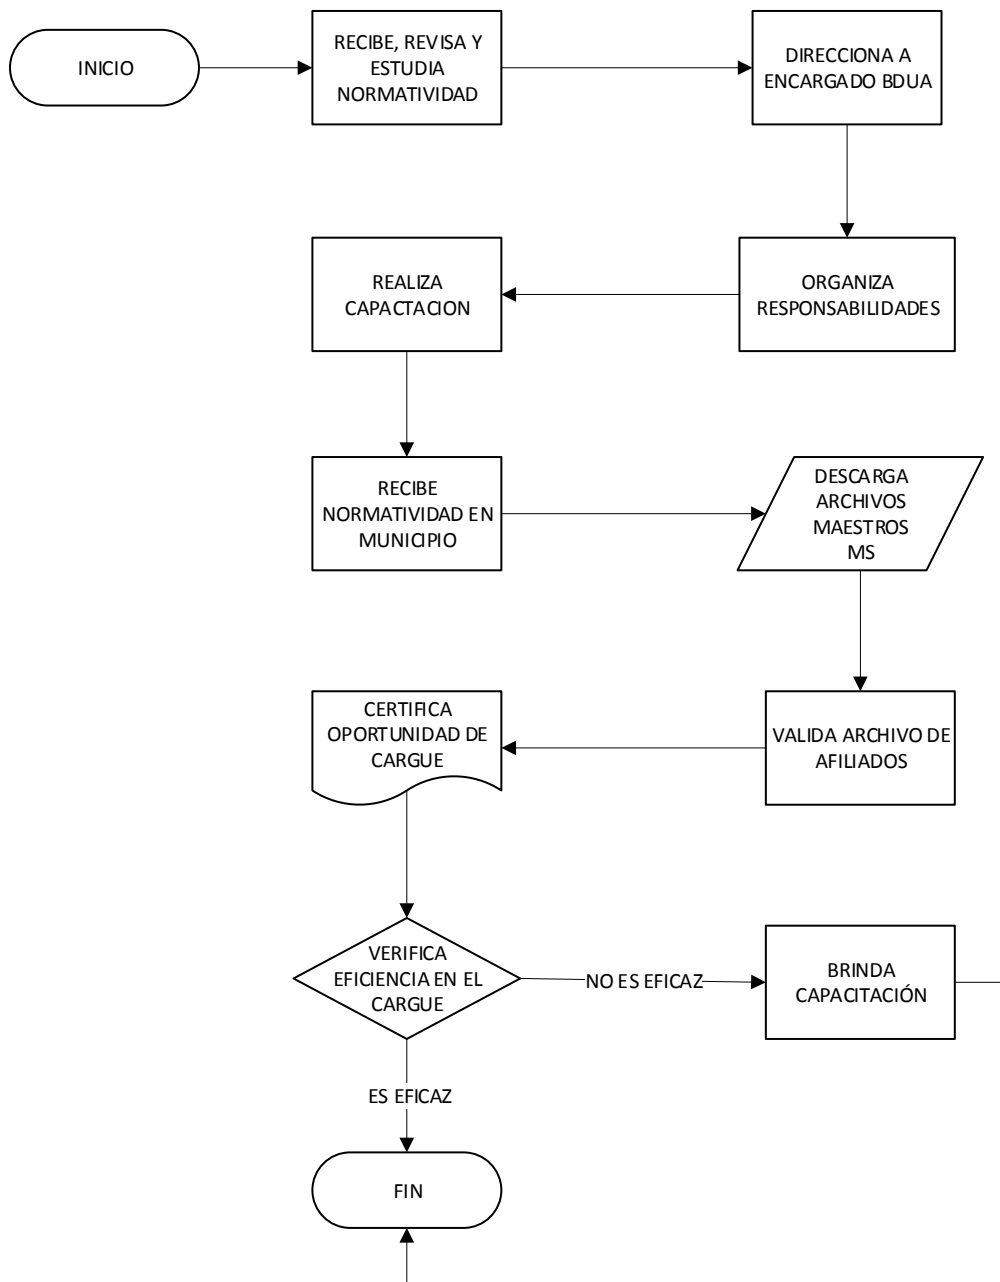 INICIO
RECIBE, REVISA Y
ESTUDIA
NORMATIVIDAD
DIRECCIONA A
ENCARGADO BDUA
REALIZA
CAPACTACION
ORGANIZA
RESPONSABILIDADES
RECIBE
NORMATIVIDAD EN
MUNICIPIO
DESCARGA
ARCHIVOS
MAESTROS
MS
CERTIFICA
OPORTUNIDAD DE
CARGUE
VALIDA ARCHIVO DE
AFILIADOS
VERIFICA
EFICIENCIA EN EL
CARGUE
NO ES EFICAZ
BRINDA
CAPACITACIÓN
ES EFICAZ
FIN